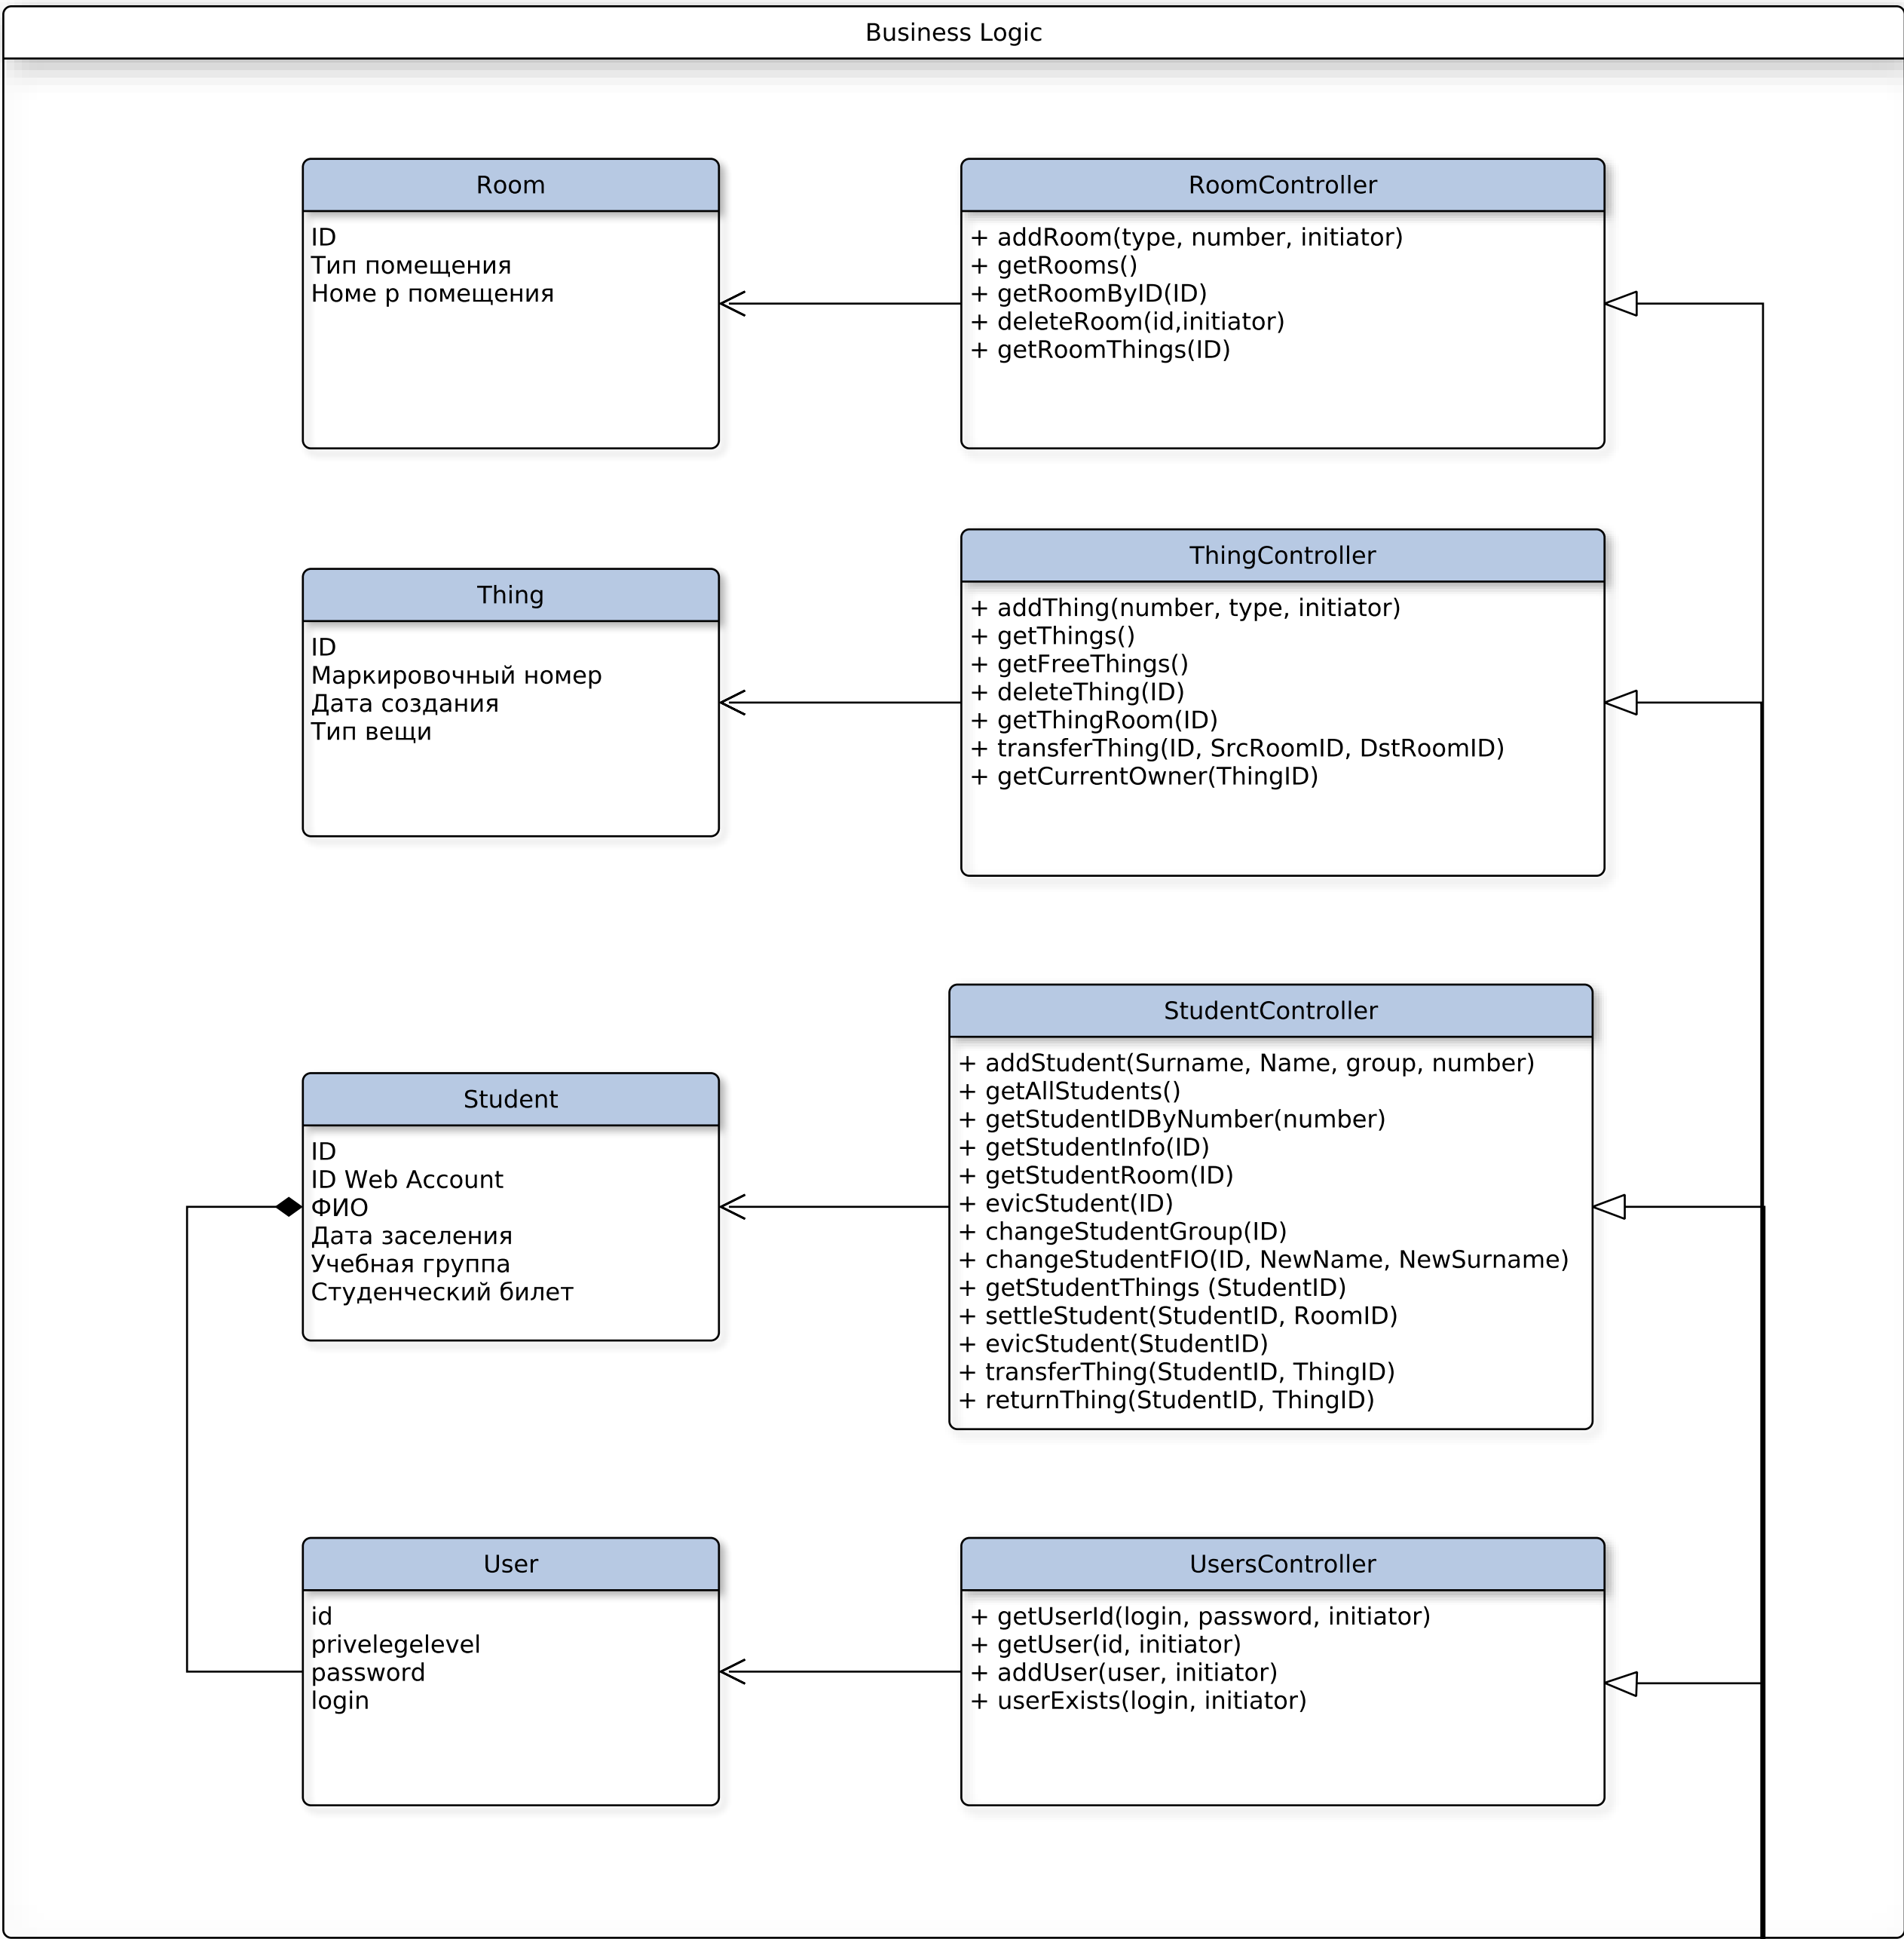 Business Logic
Room
ID
Тип помещения
Номе р помещения
RoomController
+ addRoom(type, number, initiator)
+ getRooms()
+ getRoomByID(ID)
+ deleteRoom(id,initiator)
+ getRoomThings(ID)
Thing
ID
Маркировочный номер
Дата создания
Тип вещи
ThingController
+ addThing(number, type, initiator)
+ getThings()
+ getFreeThings()
+ deleteThing(ID)
+ getThingRoom(ID)
+ transferThing(ID, SrcRoomID, DstRoomID)
+ getCurrentOwner(ThingID)
Student
ID
ID Web Account
ФИО
Дата заселения
Учебная группа
Студенческий билет
StudentController
+ addStudent(Surname, Name, group, number)
+ getAllStudents()
+ getStudentIDByNumber(number)
+ getStudentInfo(ID)
+ getStudentRoom(ID)
+ evicStudent(ID)
+ changeStudentGroup(ID)
+ changeStudentFIO(ID, NewName, NewSurname)
+ getStudentThings (StudentID)
+ settleStudent(StudentID, RoomID)
+ evicStudent(StudentID)
+ transferThing(StudentID, ThingID)
+ returnThing(StudentID, ThingID)
User
id
privelegelevel
password
login
UsersController
+ getUserId(login, password, initiator)
+ getUser(id, initiator)
+ addUser(user, initiator)
+ userExists(login, initiator)